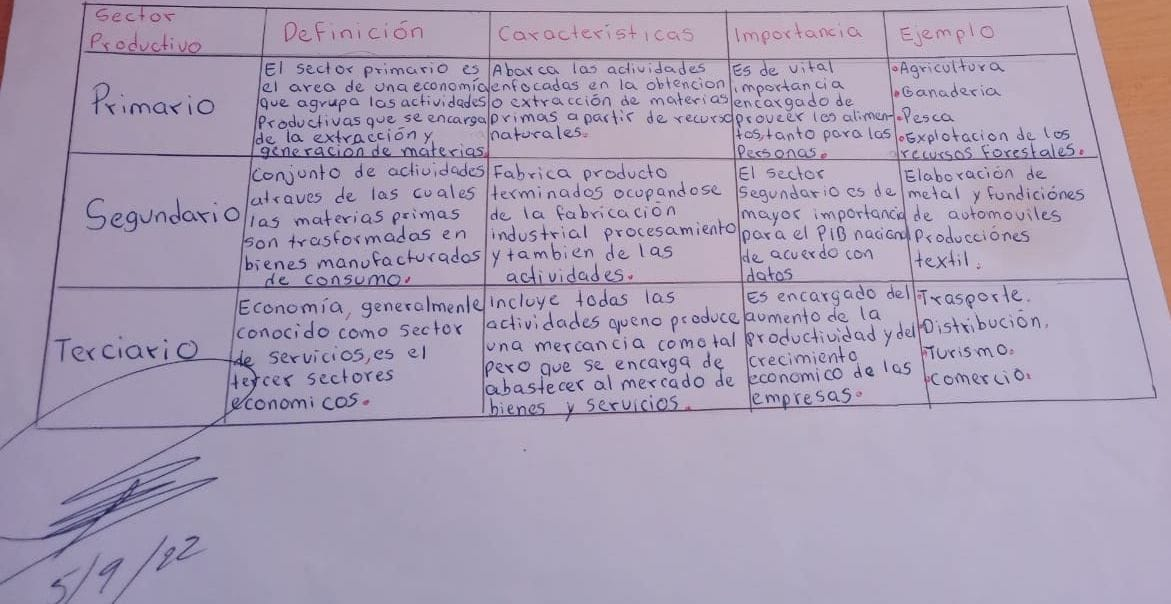 Sector
Productivo
Definición
Características
Importancia
Ejemplo
Primario
El sector primario es
el area de una economía
que agrupa las actividades
Productivas que se encarga
de la extracción y
generación de materias.
Abarca las actividades
enfocadas en la obtencion
o extracción de materias
primas a partir de recurso
naturales.
Es de vital
importancia
encargado de
proveer los alimen-
tos, tanto para las
Personas.
•Agricultura
•Ganaderia
•Pesca
•Explotacion de los
recursos forestales.
Segundario
Conjunto de actividades
atraves de las cuales
las materias primas
son trasformadas en
bienes manufacturados
de consumo.
Fabrica producto
terminados ocupandose
de la fabricación
industrial procesamiento
y tambien de las
actividades.
El sector
Segundario es de
mayor importancia
para el PIB nacional
de acuerdo con
datos
Elaboración de
metal y fundiciónes
de automoviles
Producciónes
textil.
Terciario
Economía, generalmente
conocido como sector
de servicios, es el
tercer sectores
economicos.
Incluye todas las
actividades que no produce
una mercancia como tal
pero que se encarga de
abastecer al mercado de
bienes y servicios.
Es encargado del
aumento de la
productividad y del
crecimiento
economico de las
empresas.
•Trasporte.
•Distribución.
•Turismo.
•Comercio.
5/9/22